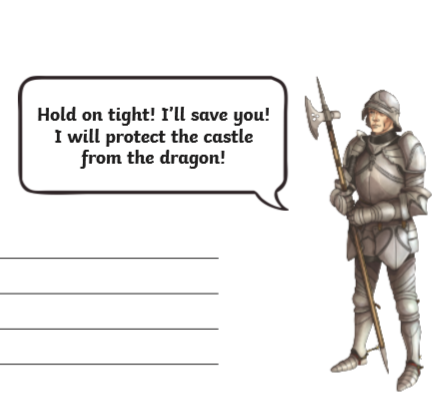 Hold on tight! I'll save you!
I will protect the castle
from the dragon!